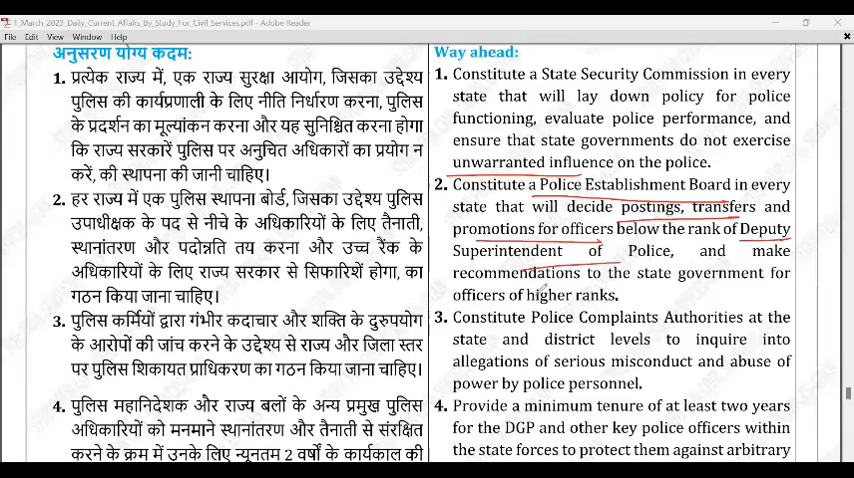 1_March_2023_Daily_Current_Affairs_By_Study_For_Civil_Services.pdf - Adobe Reader
File Edit View Window Help
अनुसरण योग्य कदम:
1. प्रत्येक राज्य में, एक राज्य सुरक्षा आयोग, जिसका उद्देश्य
पुलिस की कार्यप्रणाली के लिए नीति निर्धारण करना, पुलिस
के प्रदर्शन का मूल्यांकन करना और यह सुनिश्चित करना होगा
कि राज्य सरकारें पुलिस पर अनुचित अधिकारों का प्रयोग न
करें, की स्थापना की जानी चाहिए।
2. हर राज्य में एक पुलिस स्थापना बोर्ड, जिसका उद्देश्य पुलिस
उपाधीक्षक के पद से नीचे के अधिकारियों के लिए तैनाती,
स्थानांतरण और पदोन्नति तय करना और उच्च रैंक के
अधिकारियों के लिए राज्य सरकार से सिफारिशें होगा, का
गठन किया जाना चाहिए।
3. पुलिस कर्मियों द्वारा गंभीर कदाचार और शक्ति के दुरुपयोग
के आरोपों की जांच करने के उद्देश्य से राज्य और जिला स्तर
पर पुलिस शिकायत प्राधिकरण का गठन किया जाना चाहिए।
4. पुलिस महानिदेशक और राज्य बलों के अन्य प्रमुख पुलिस
अधिकारियों को मनमाने स्थानांतरण और तैनाती से संरक्षित
करने के क्रम में उनके लिए न्यूनतम 2 वर्षों के कार्यकाल की
Way ahead:
1. Constitute a State Security Commission in every
state that will lay down policy for police
functioning, evaluate police performance, and
ensure that state governments do not exercise
unwarranted influence on the police.
2. Constitute a Police Establishment Board in every
state that will decide postings, transfers and
promotions for officers below the rank of Deputy
Superintendent of Police, and make
recommendations to the state government for
officers of higher ranks.
3. Constitute Police Complaints Authorities at the
state and district levels to inquire into
allegations of serious misconduct and abuse of
power by police personnel.
4. Provide a minimum tenure of at least two years
for the DGP and other key police officers within
the state forces to protect them against arbitrary